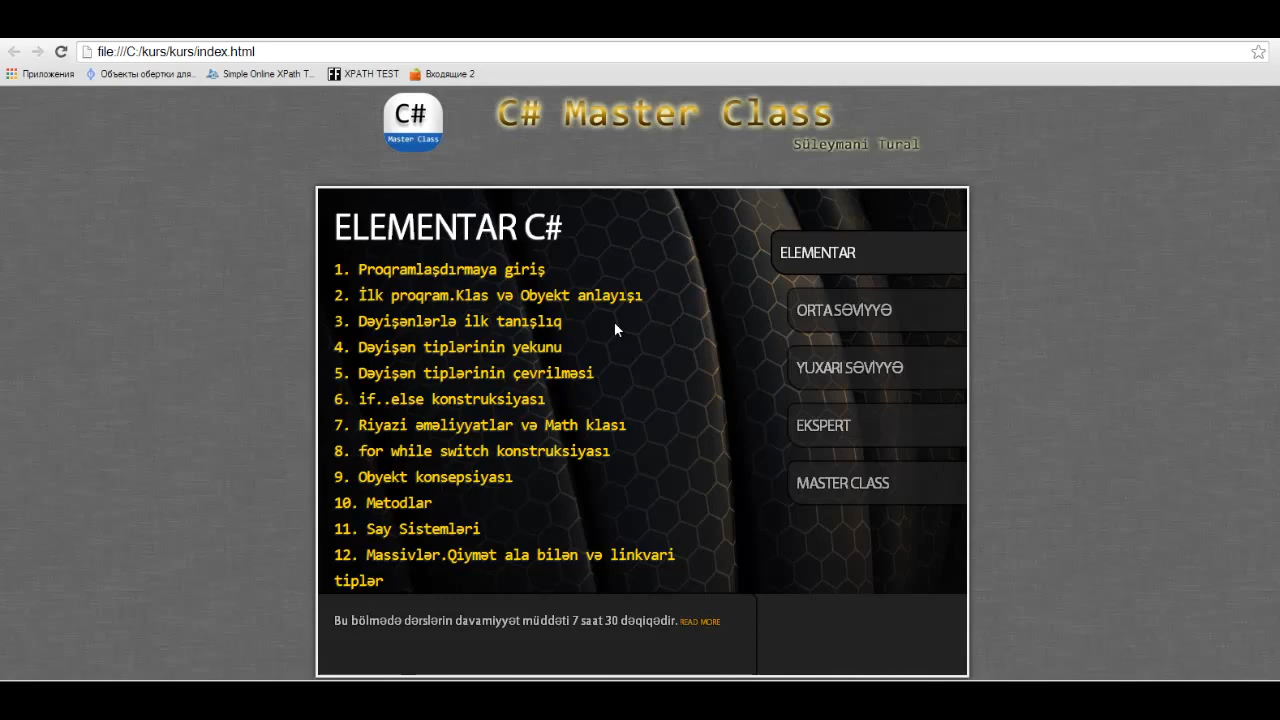 file:///C:/kurs/kurs/index.html
Приложения
Объекты обертки для...
Simple Online XPath T...
FF XPATH TEST
Входящие 2
C#
Master Class
C# Master Class
Süleymani Tural
ELEMENTAR C#
1. Proqramlaşdırmaya giriş
2. İlk proqram.Klas və Obyekt anlayışı
3. Dəyişənlərlə ilk tanışlıq
4. Dəyişən tiplərinin yekunu
5. Dəyişən tiplərinin çevrilməsi
6. if..else konstruksiyası
7. Riyazi əməliyyatlar və Math klası
8. for while switch konstruksiyası
9. Obyekt konsepsiyası
10. Metodlar
11. Say Sistemləri
12. Massivlər.Qiymət ala bilən və linkvari
tiplər
ELEMENTAR
ORTA SƏVİYYƏ
YUXARI SƏVİYYƏ
EKSPERT
MASTER CLASS
Bu bölmədə dərslərin davamiyyət müddəti 7 saat 30 dəqiqədir. READ MORE